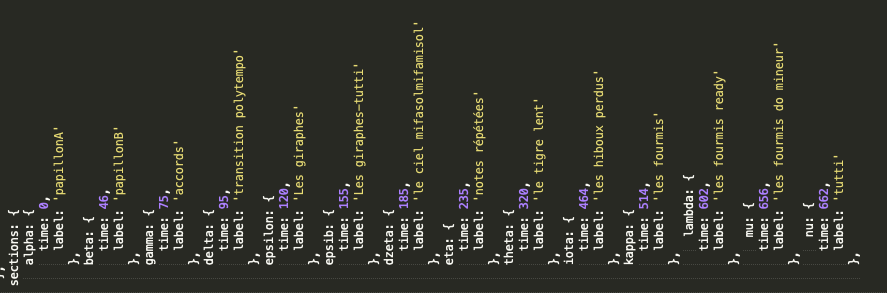 },
sections: {
alpha: {
time: 0,
label: 'papillonA'
},
beta: {
time: 46,
label: 'papillonB'
},
gamma: {
time: 75,
label: 'accords'
},
delta: {
time: 95,
label: 'transition polytempo'
},
epsilon: {
time: 120,
label: 'Les giraphes'
},
epsib: {
time: 155,
label: 'Les giraphes-tutti'
},
dzeta: {
time: 185,
label: 'le ciel mifasolmifamisol'
},
eta: {
time: 235,
label: 'notes répétées'
},
theta: {
time: 320,
label: 'le tigre lent'
},
iota: {
time: 464,
label: 'les hiboux perdus'
},
kappa: {
time: 514,
label: 'les fourmis'
},
lambda: {
time: 602,
label: 'les fourmis ready'
},
mu: {
time: 656,
label: 'les fourmis do mineur'
},
nu: {
time: 662,
label: 'tutti'
},